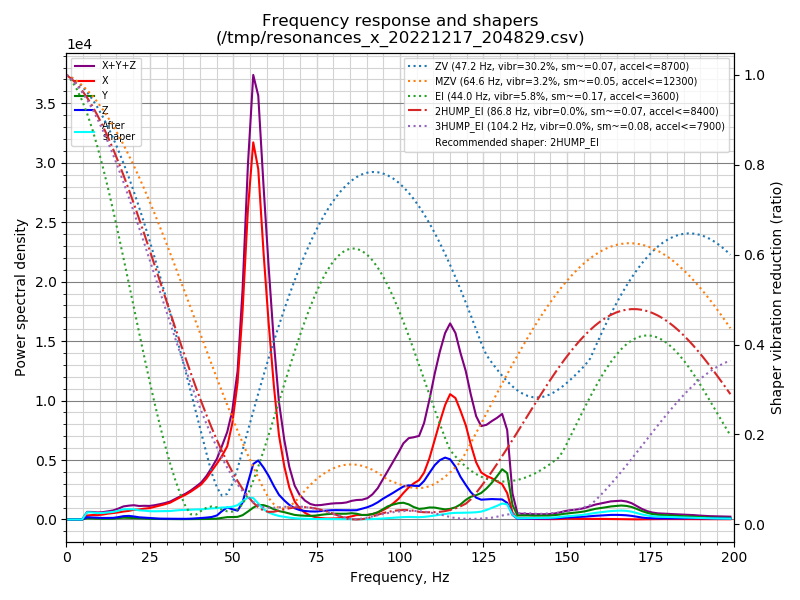 Frequency response and shapers
(/tmp/resonances_x_20221217_204829.csv)
1e4
X+Y+Z
X
Y
Z
After
shaper
ZV (47.2 Hz, vibr=30.2%, sm~=0.07, accel<=8700)
MZV (64.6 Hz, vibr=3.2%, sm~=0.05, accel<=12300)
EI (44.0 Hz, vibr=5.8%, sm~=0.17, accel<=3600)
2HUMP_EI (86.8 Hz, vibr=0.0%, sm~=0.07, accel<=8400)
3HUMP_EI (104.2 Hz, vibr=0.0%, sm~=0.08, accel<=7900)
Recommended shaper: 2HUMP_EI
Power spectral density
3.5
3.0
2.5
2.0
1.5
1.0
0.5
0.0
1.0
0.8
0.6
0.4
0.2
0.0
Shaper vibration reduction (ratio)
0 25 50 75 100 125 150 175 200
Frequency, Hz